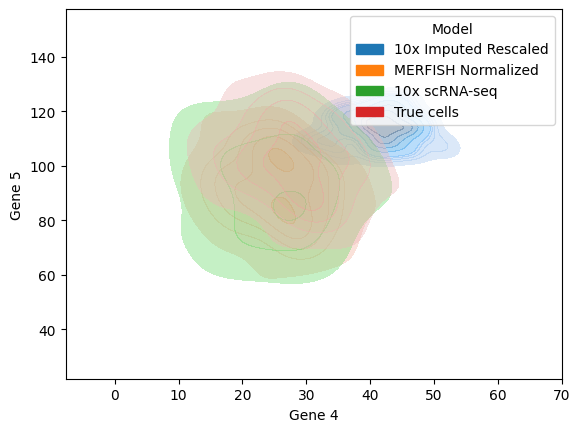 Model
10x Imputed Rescaled
MERFISH Normalized
10x scRNA-seq
True cells
140
120
100
80
60
40
Gene 5
0
10
20
30
40
50
60
70
Gene 4